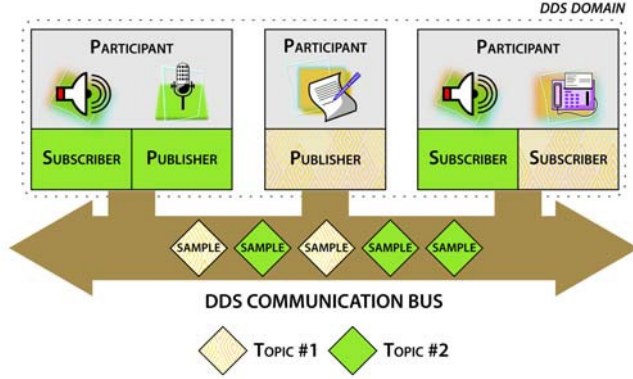 DDS DOMAIN
PARTICIPANT
PARTICIPANT
PARTICIPANT
SUBSCRIBER
PUBLISHER
PUBLISHER
SUBSCRIBER
SUBSCRIBER
SAMPLE
SAMPLE
SAMPLE
SAMPLE
SAMPLE
DDS COMMUNICATION BUS
TOPIC #1
TOPIC #2